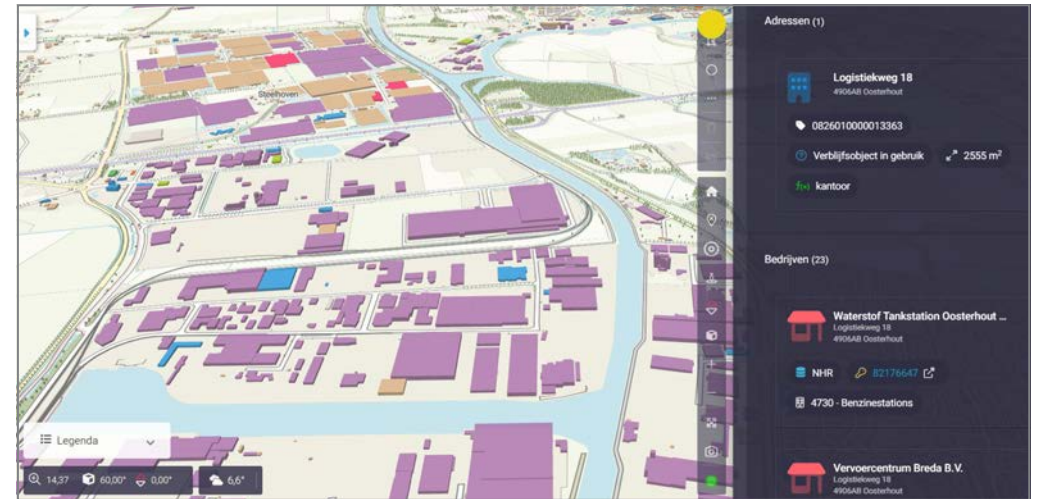 Steelhoven
Legenda
14,37
60,00°
0,00°
6,6°
Adressen (1)
Logistiekweg 18
4906AB Oosterhout
0826010000013363
Verblijfsobject in gebruik
2555 m²
f(x) kantoor
Bedrijven (23)
Waterstof Tankstation Oosterhout ...
Logistiekweg 18
4906AB Oosterhout
NHR
82176647
4730 - Benzinestations
Vervoercentrum Breda B.V.
Logistiekweg 18
4906AB Oosterhout